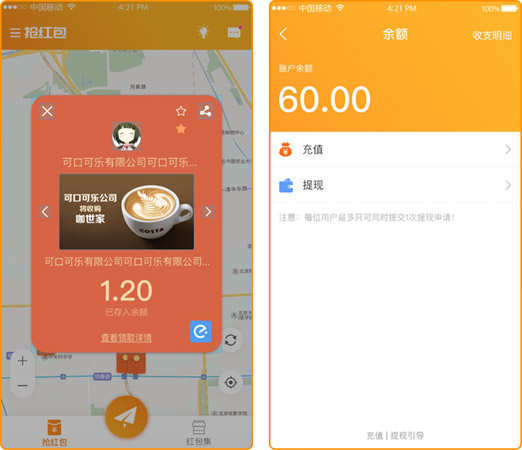 中国移动
4:21 PM
100%
抢红包
月泉路
可口可乐有限公司可口可乐...
可口可乐公司
将收购
咖世家
COSTA
可口可乐有限公司可口可乐有限公司...
1.20
已存入余额
查看领取详情
抢红包
红包集
中国移动
4:21 PM
100%
余额
收支明细
账户余额
60.00
充值
提现
注意:每位用户最多只可同时提交1次提现申请!
充值 | 提现引导